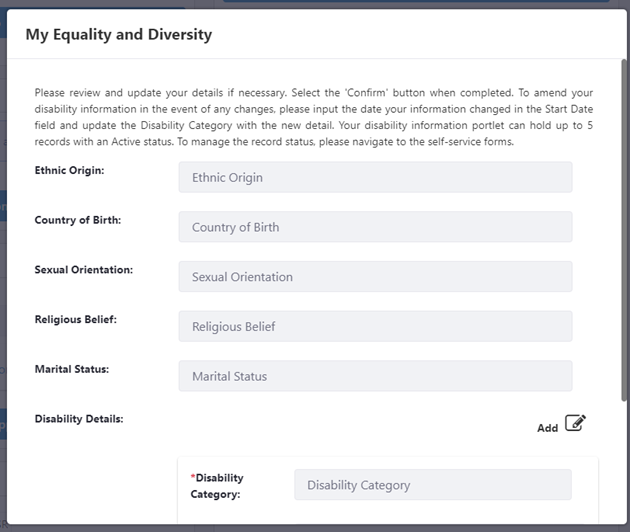 My Equality and Diversity
Please review and update your details if necessary. Select the 'Confirm' button when completed. To amend your
disability information in the event of any changes, please input the date your information changed in the Start Date
field and update the Disability Category with the new detail. Your disability information portlet can hold up to 5
records with an Active status. To manage the record status, please navigate to the self-service forms.
Ethnic Origin:
Ethnic Origin
Country of Birth:
Country of Birth
Sexual Orientation:
Sexual Orientation
Religious Belief:
Religious Belief
Marital Status:
Marital Status
Disability Details:
Add
*Disability
Category:
Disability Category